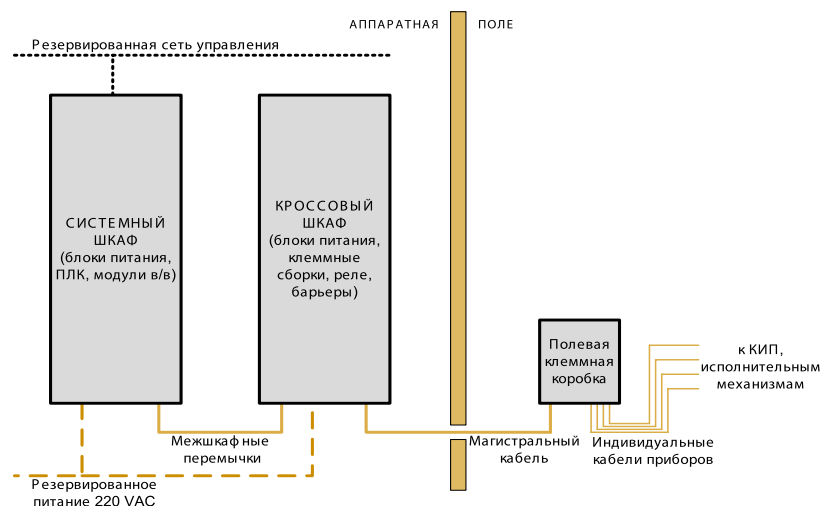 АППАРАТНАЯ
ПОЛЕ
Резервированная сеть управления
СИСТЕМНЫЙ
ШКАФ
(блоки питания,
ПЛК, модули в/в)
КРОССОВЫЙ
ШКАФ
(блоки питания,
клеммные
сборки, реле,
барьеры)
Полевая
клеммная
коробка
к КИП,
исполнительным
механизмам
Межшкафные
перемычки
Магистральный
кабель
Индивидуальные
кабели приборов
Резервированное
питание 220 VAC